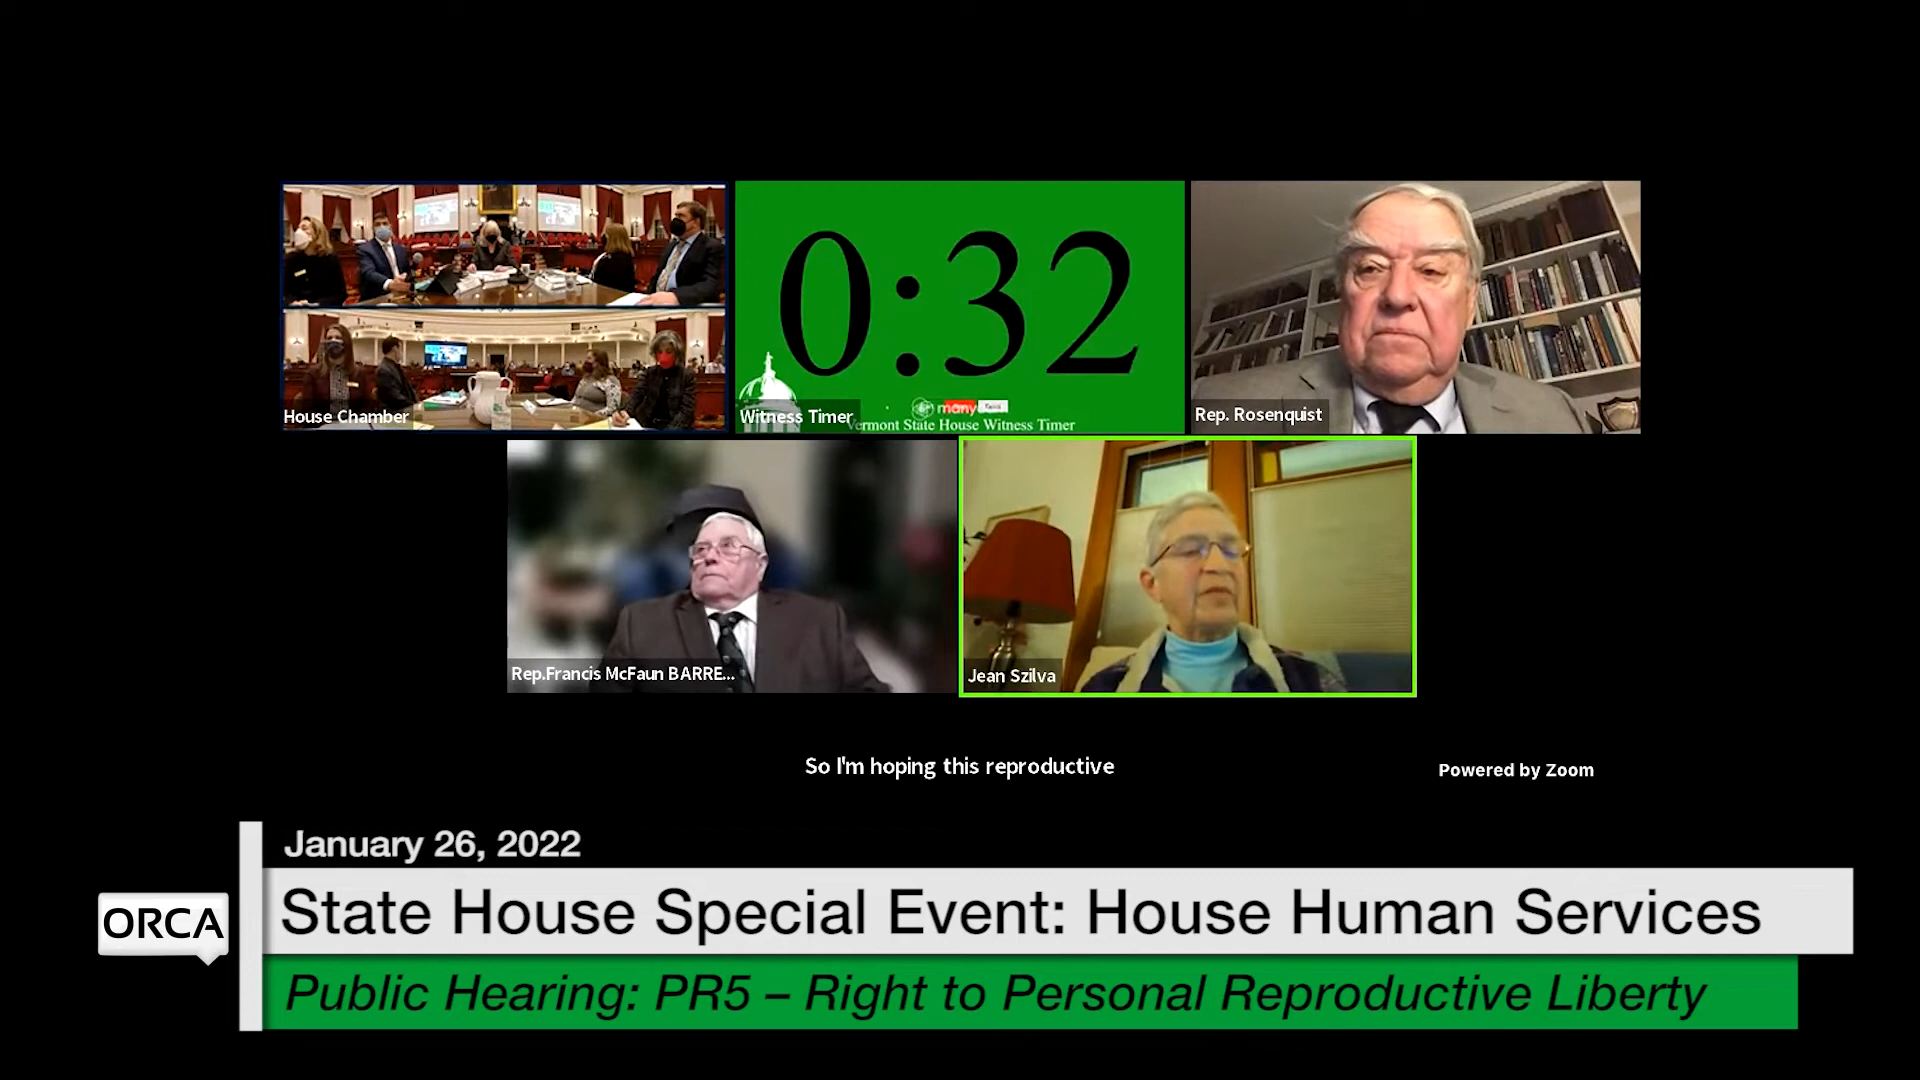 0:32
House Chamber
Witness Timer
many
Vermont State House Witness Timer
Rep. Rosenquist
Rep.Francis McFaun BARRE...
Jean Szilva
So I'm hoping this reproductive
Powered by Zoom
January 26, 2022
ORCA
State House Special Event: House Human Services
Public Hearing: PR5 – Right to Personal Reproductive Liberty